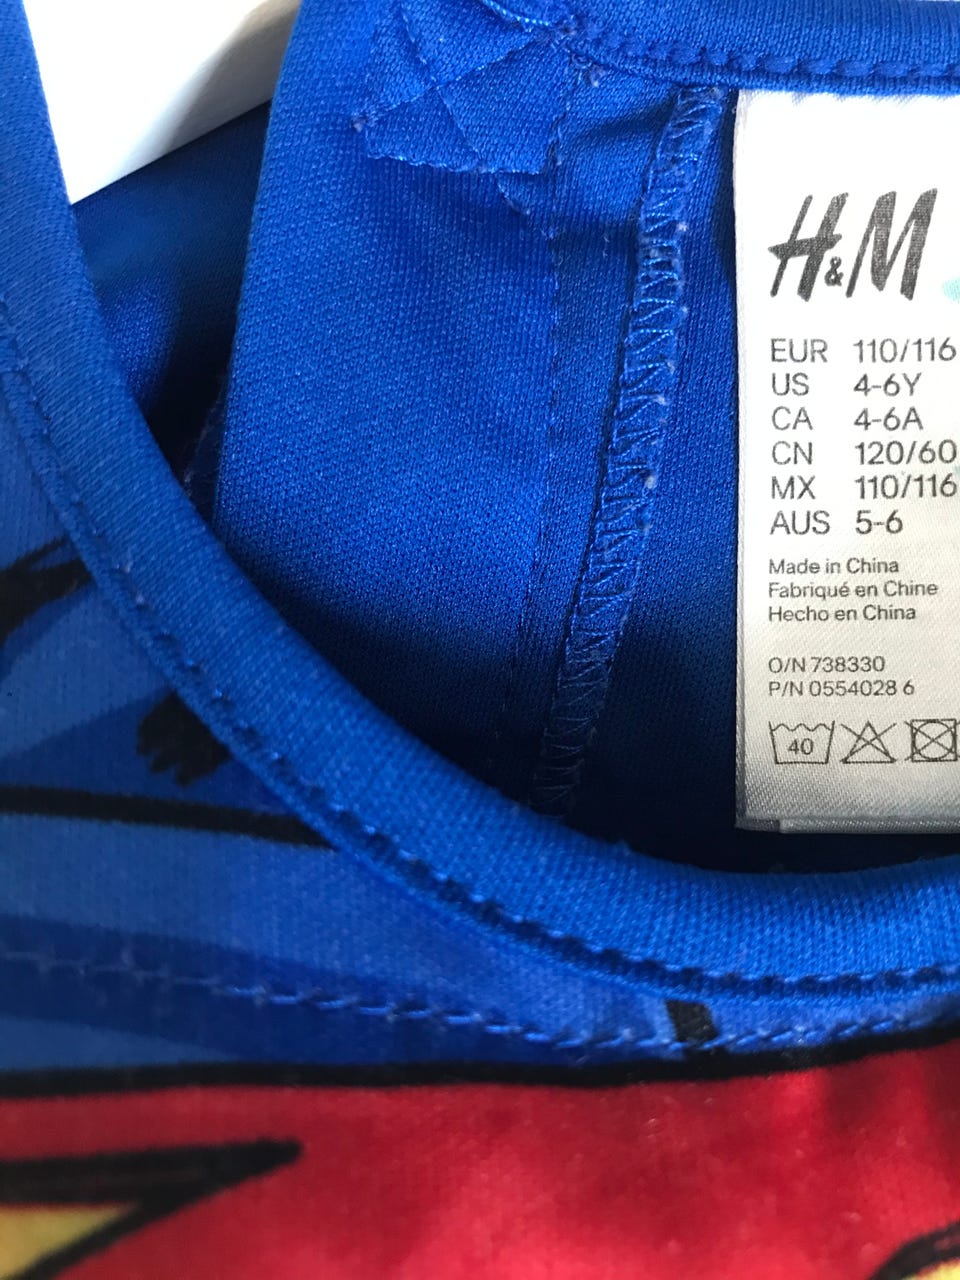 H&M
EUR 110/116
US 4-6Y
CA 4-6A
CN 120/60
MX 110/116
AUS 5-6
Made in China
Fabriqué en Chine
Hecho en China
O/N 738330
P/N 0554028 6
40